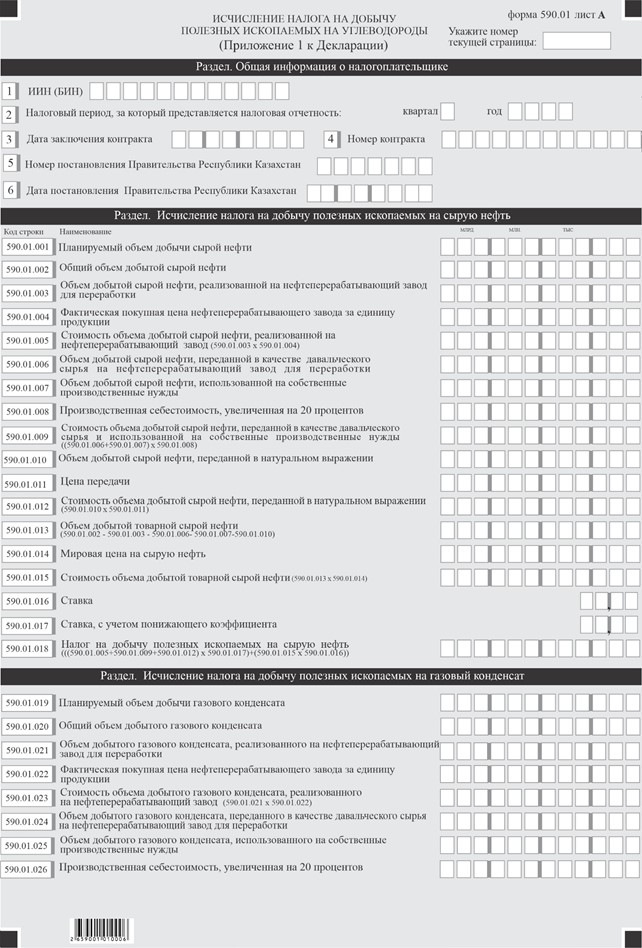 форма 590.01 лист А
ИСЧИСЛЕНИЕ НАЛОГА НА ДОБЫЧУ
ПОЛЕЗНЫХ ИСКОПАЕМЫХ НА УГЛЕВОДОРОДЫ
(Приложение 1 к Декларации)
Укажите номер
текущей страницы:
Раздел. Общая информация о налогоплательщике
1 ИИН (БИН)
2 Налоговый период, за который представляется налоговая отчетность: квартал год
3 Дата заключения контракта 4 Номер контракта
5 Номер постановления Правительства Республики Казахстан
6 Дата постановления Правительства Республики Казахстан
Раздел. Исчисление налога на добычу полезных ископаемых на сырую нефть
Код строки Наименование млрд млн тыс
590.01.001 Планируемый объем добычи сырой нефти
590.01.002 Общий объем добытой сырой нефти
590.01.003 Объем добытой сырой нефти, реализованной на нефтеперерабатывающий завод
для переработки
590.01.004 Фактическая покупная цена нефтеперерабатывающего завода за единицу
продукции
590.01.005 Стоимость объема добытой сырой нефти, реализованной на
нефтеперерабатывающий завод (590.01.003 х 590.01.004)
590.01.006 Объем добытой сырой нефти, переданной в качестве давальческого
сырья на нефтеперерабатывающий завод для переработки
590.01.007 Объем добытой сырой нефти, использованной на собственные
производственные нужды
590.01.008 Производственная себестоимость, увеличенная на 20 процентов
590.01.009 Стоимость объема добытой сырой нефти, переданной в качестве давальческого
сырья и использованной на собственные производственные нужды
((590.01.006+590.01.007) х 590.01.008)
590.01.010 Объем добытой сырой нефти, переданной в натуральном выражении
590.01.011 Цена передачи
590.01.012 Стоимость объема добытой сырой нефти, переданной в натуральном выражении
(590.01.010 х 590.01.011)
590.01.013 Объем добытой товарной сырой нефти
(590.01.002 - 590.01.003 - 590.01.006- 590.01.007-590.01.010)
590.01.014 Мировая цена на сырую нефть
590.01.015 Стоимость объема добытой товарной сырой нефти (590.01.013 х 590.01.014)
590.01.016 Ставка
590.01.017 Ставка, с учетом понижающего коэффициента
590.01.018 Налог на добычу полезных ископаемых на сырую нефть
(((590.01.005+590.01.009+590.01.012) х 590.01.017)+(590.01.015 х 590.01.016))
Раздел. Исчисление налога на добычу полезных ископаемых на газовый конденсат
590.01.019 Планируемый объем добычи газового конденсата
590.01.020 Общий объем добытого газового конденсата
590.01.021 Объем добытого газового конденсата, реализованного на нефтеперерабатывающий
завод для переработки
590.01.022 Фактическая покупная цена нефтеперерабатывающего завода за единицу
продукции
590.01.023 Стоимость объема добытого газового конденсата, реализованного
на нефтеперерабатывающий завод (590.01.021 х 590.01.022)
590.01.024 Объем добытого газового конденсата, переданного в качестве давальческого сырья
на нефтеперерабатывающий завод для переработки
590.01.025 Объем добытого газового конденсата, использованного на собственные
производственные нужды
590.01.026 Производственная себестоимость, увеличенная на 20 процентов
2659001010006